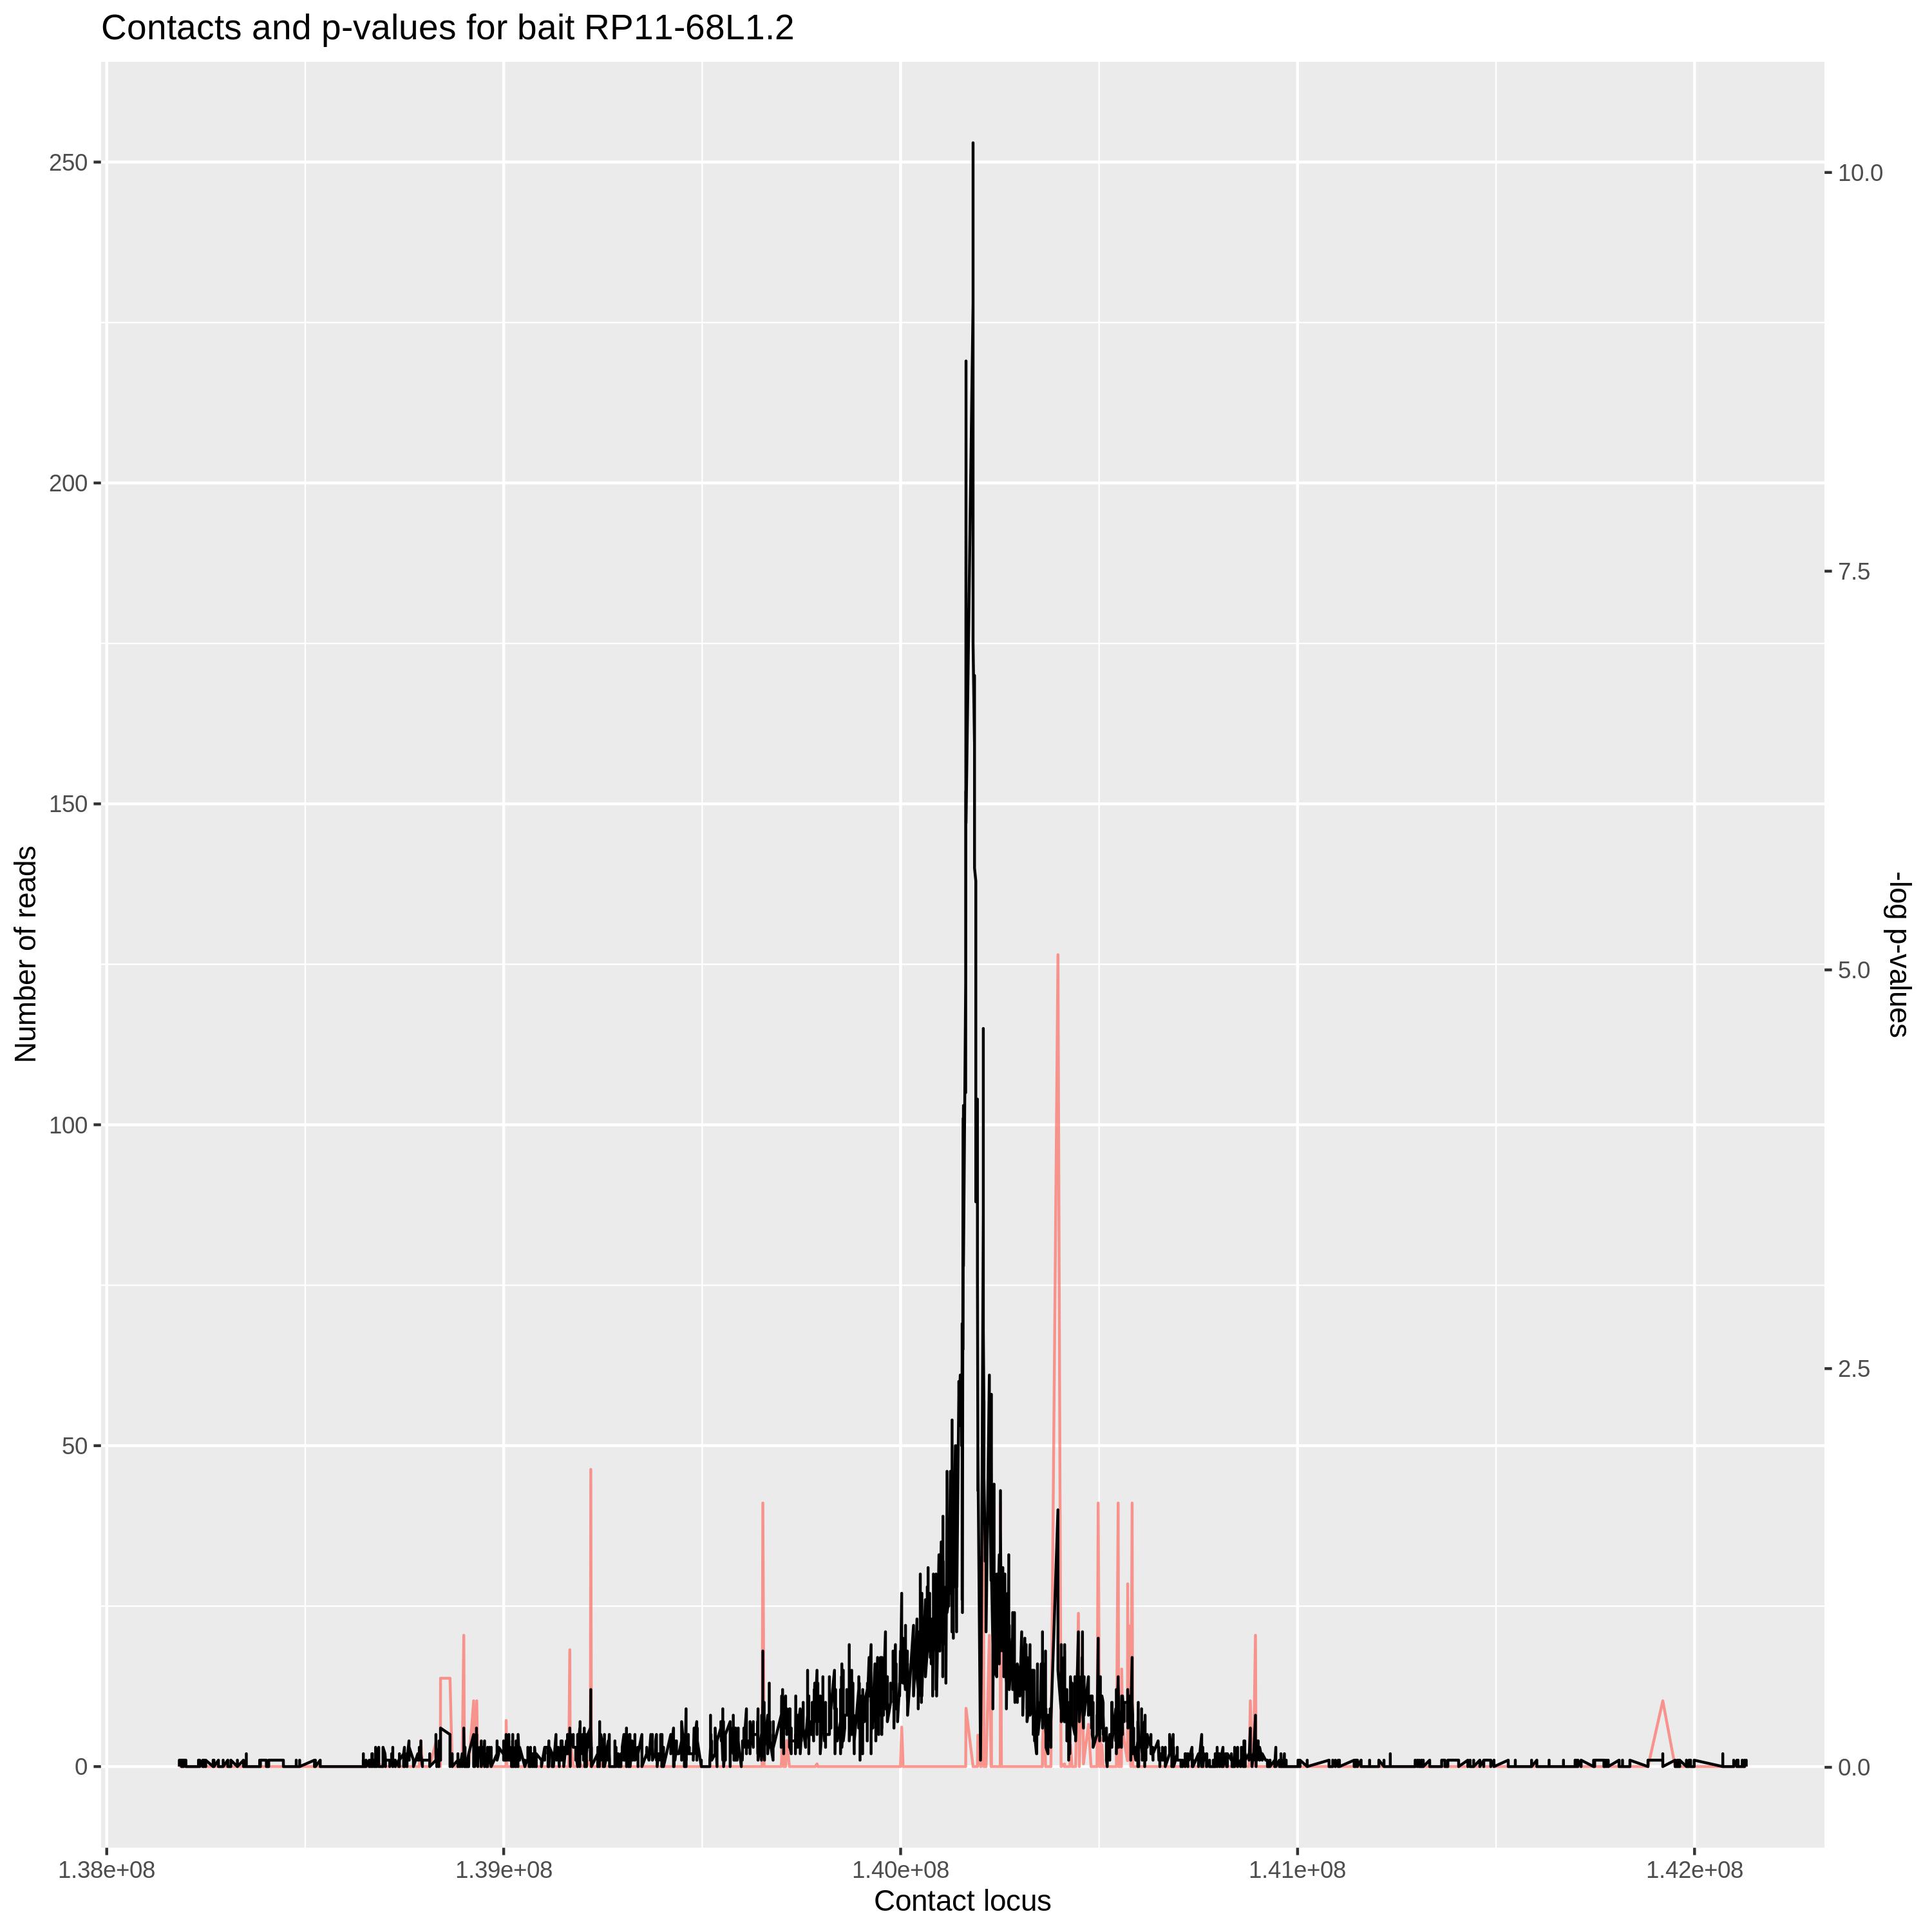 Contacts and p-values for bait RP11-68L1.2
250
200
150
100
50
0
Number of reads
10.0
7.5
5.0
2.5
0.0
-log p-values
1.38e+08
1.39e+08
1.40e+08
1.41e+08
1.42e+08
Contact locus